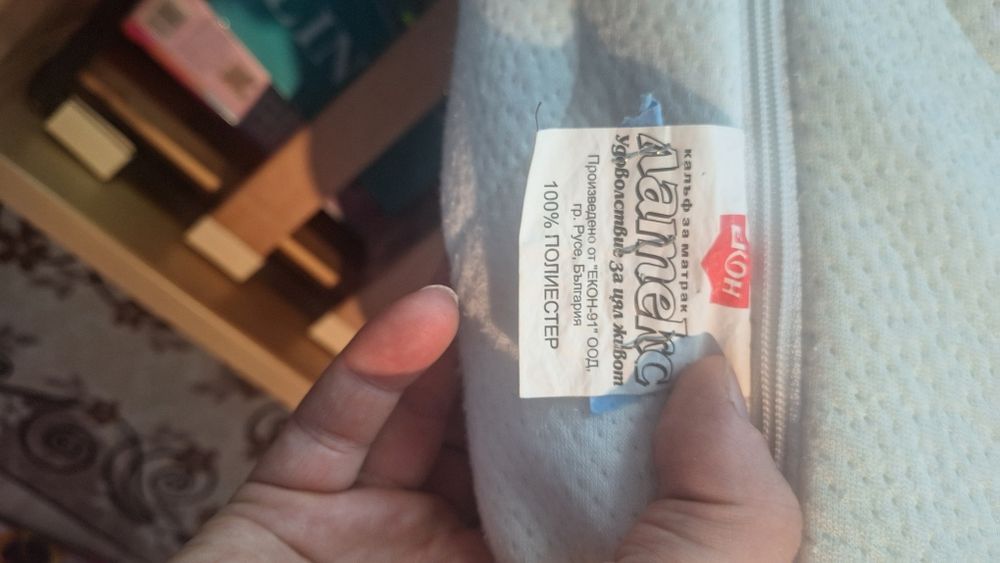 ЕКОН
калъф за матрак
Латекс
Удоволствие за цял живот
Произведено от "ЕКОН-91" ООД,
гр. Русе, България
100% ПОЛИЕСТЕР
LIN